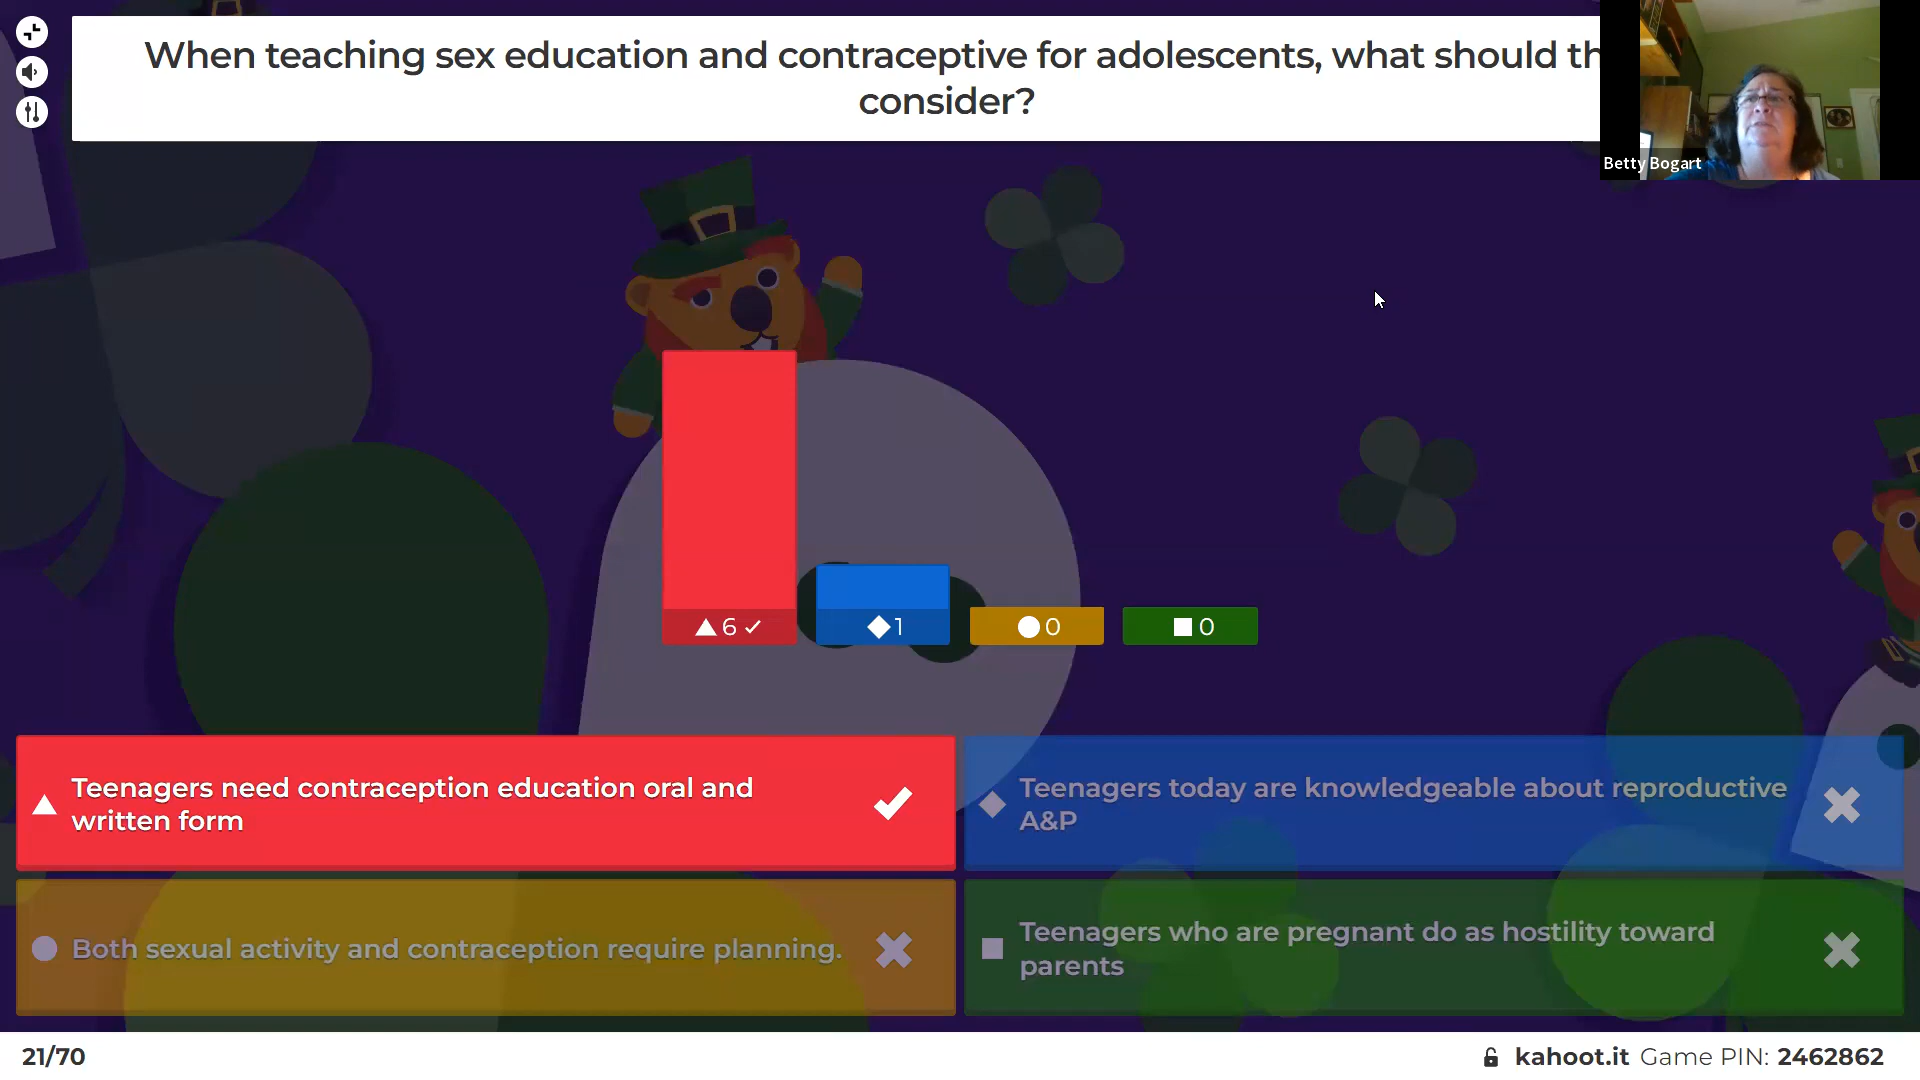 When teaching sex education and contraceptive for adolescents, what should th
consider?
Betty Bogart
6
1
0
0
Teenagers need contraception education oral and
written form
Teenagers today are knowledgeable about reproductive
A&P
Both sexual activity and contraception require planning.
Teenagers who are pregnant do as hostility toward
parents
21/70
kahoot.it Game PIN: 2462862